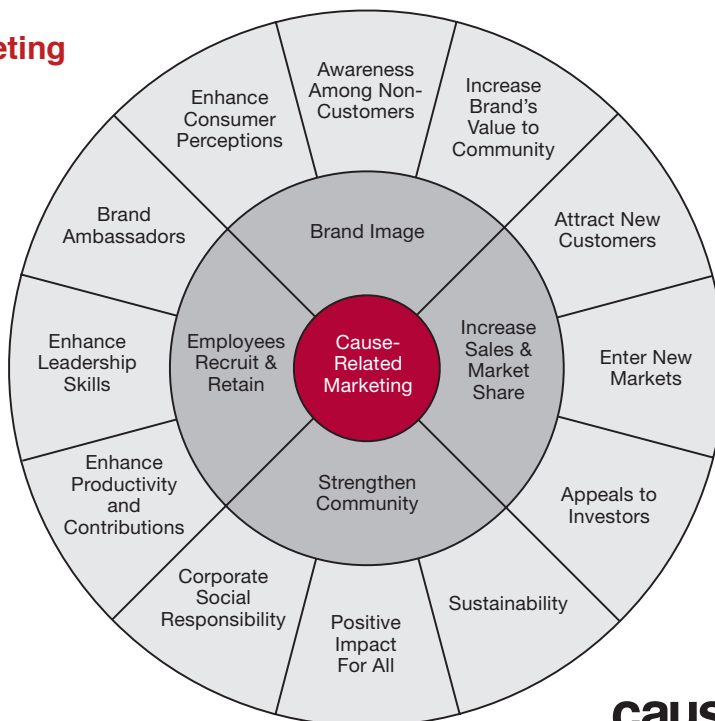 eting
Awareness
Among Non-
Customers
Increase
Brand's
Value to
Community
Attract New
Customers
Enter New
Markets
Appeals to
Investors
Sustainability
Positive
Impact
For All
Corporate
Social
Responsibility
Enhance
Productivity
and
Contributions
Enhance
Leadership
Skills
Brand
Ambassadors
Enhance
Consumer
Perceptions
Brand Image
Increase
Sales &
Market
Share
Strengthen
Community
Employees
Recruit &
Retain
Cause-
Related
Marketing
caus